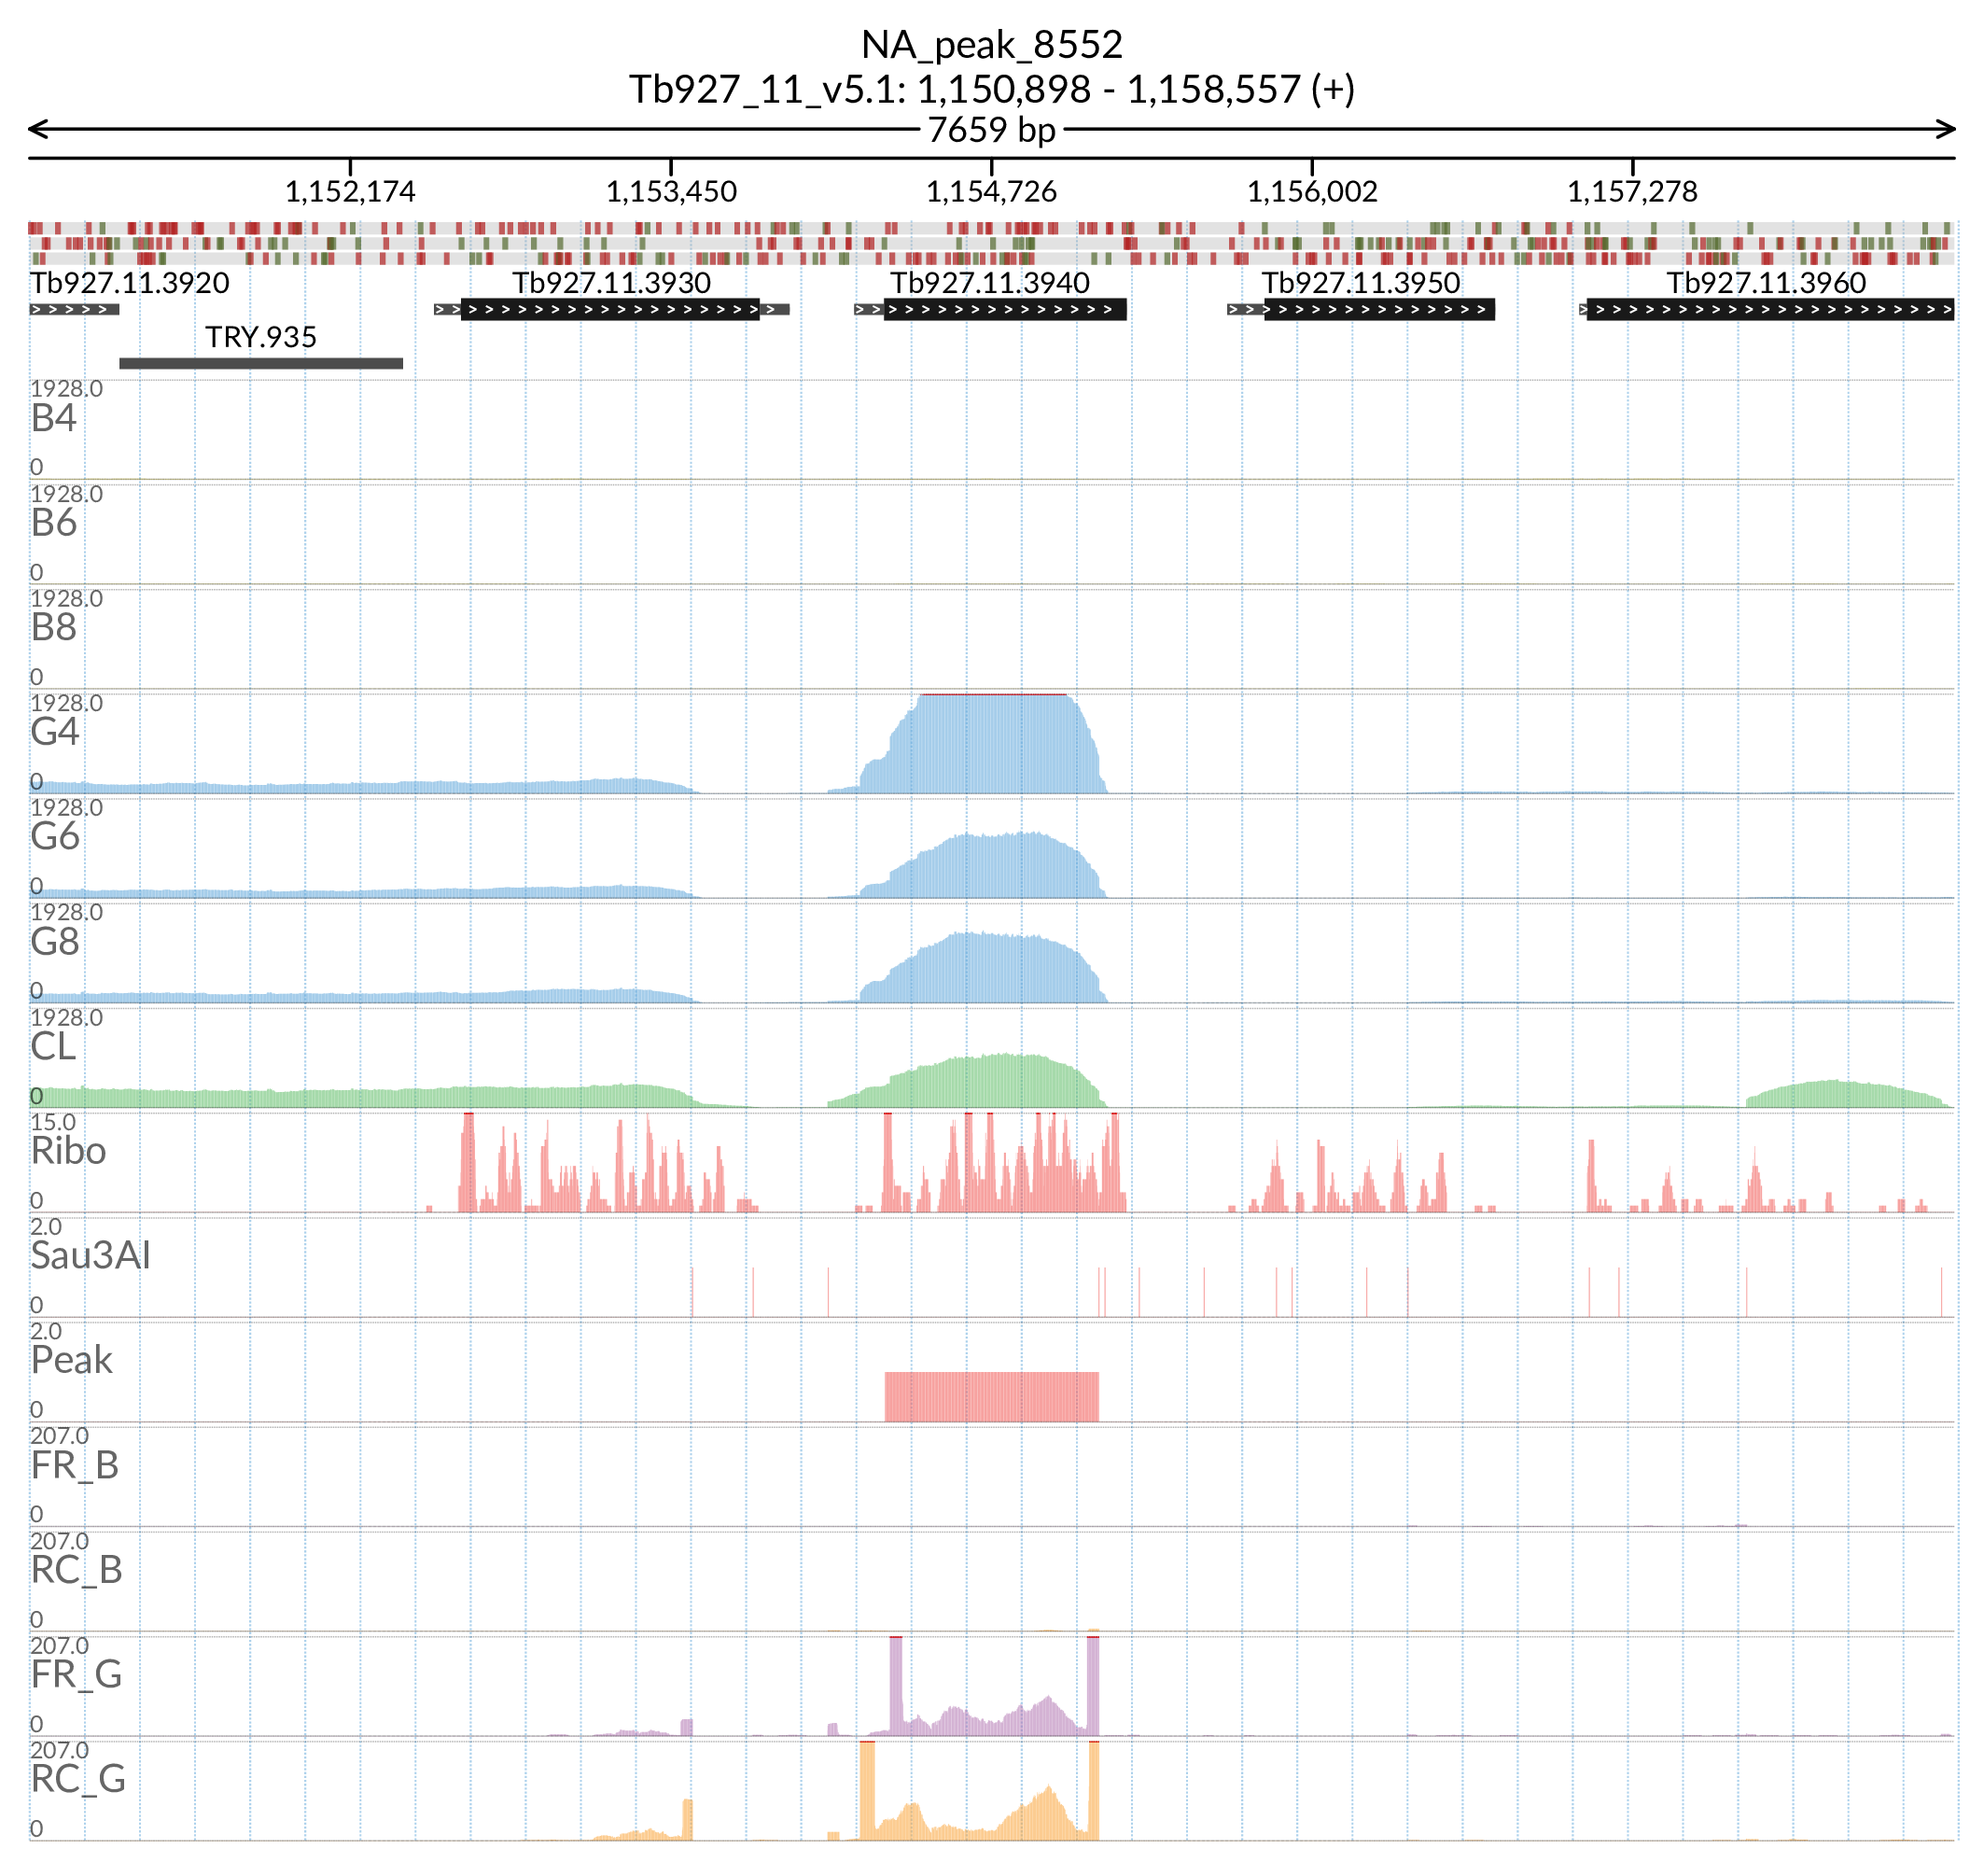 NA_peak_8552
Tb927_11_v5.1: 1,150,898 - 1,158,557 (+)
7659 bp
1,152,174 1,153,450 1,154,726 1,156,002 1,157,278
Tb927.11.3920 Tb927.11.3930 Tb927.11.3940 Tb927.11.3950 Tb927.11.3960
TRY.935
1928.0
B4
0
1928.0
B6
0
1928.0
B8
0
1928.0
G4
0
1928.0
G6
0
1928.0
G8
0
1928.0
CL
0
15.0
Ribo
0
2.0
Sau3AI
0
2.0
Peak
0
207.0
FR_B
0
207.0
RC_B
0
207.0
FR_G
0
207.0
RC_G
0